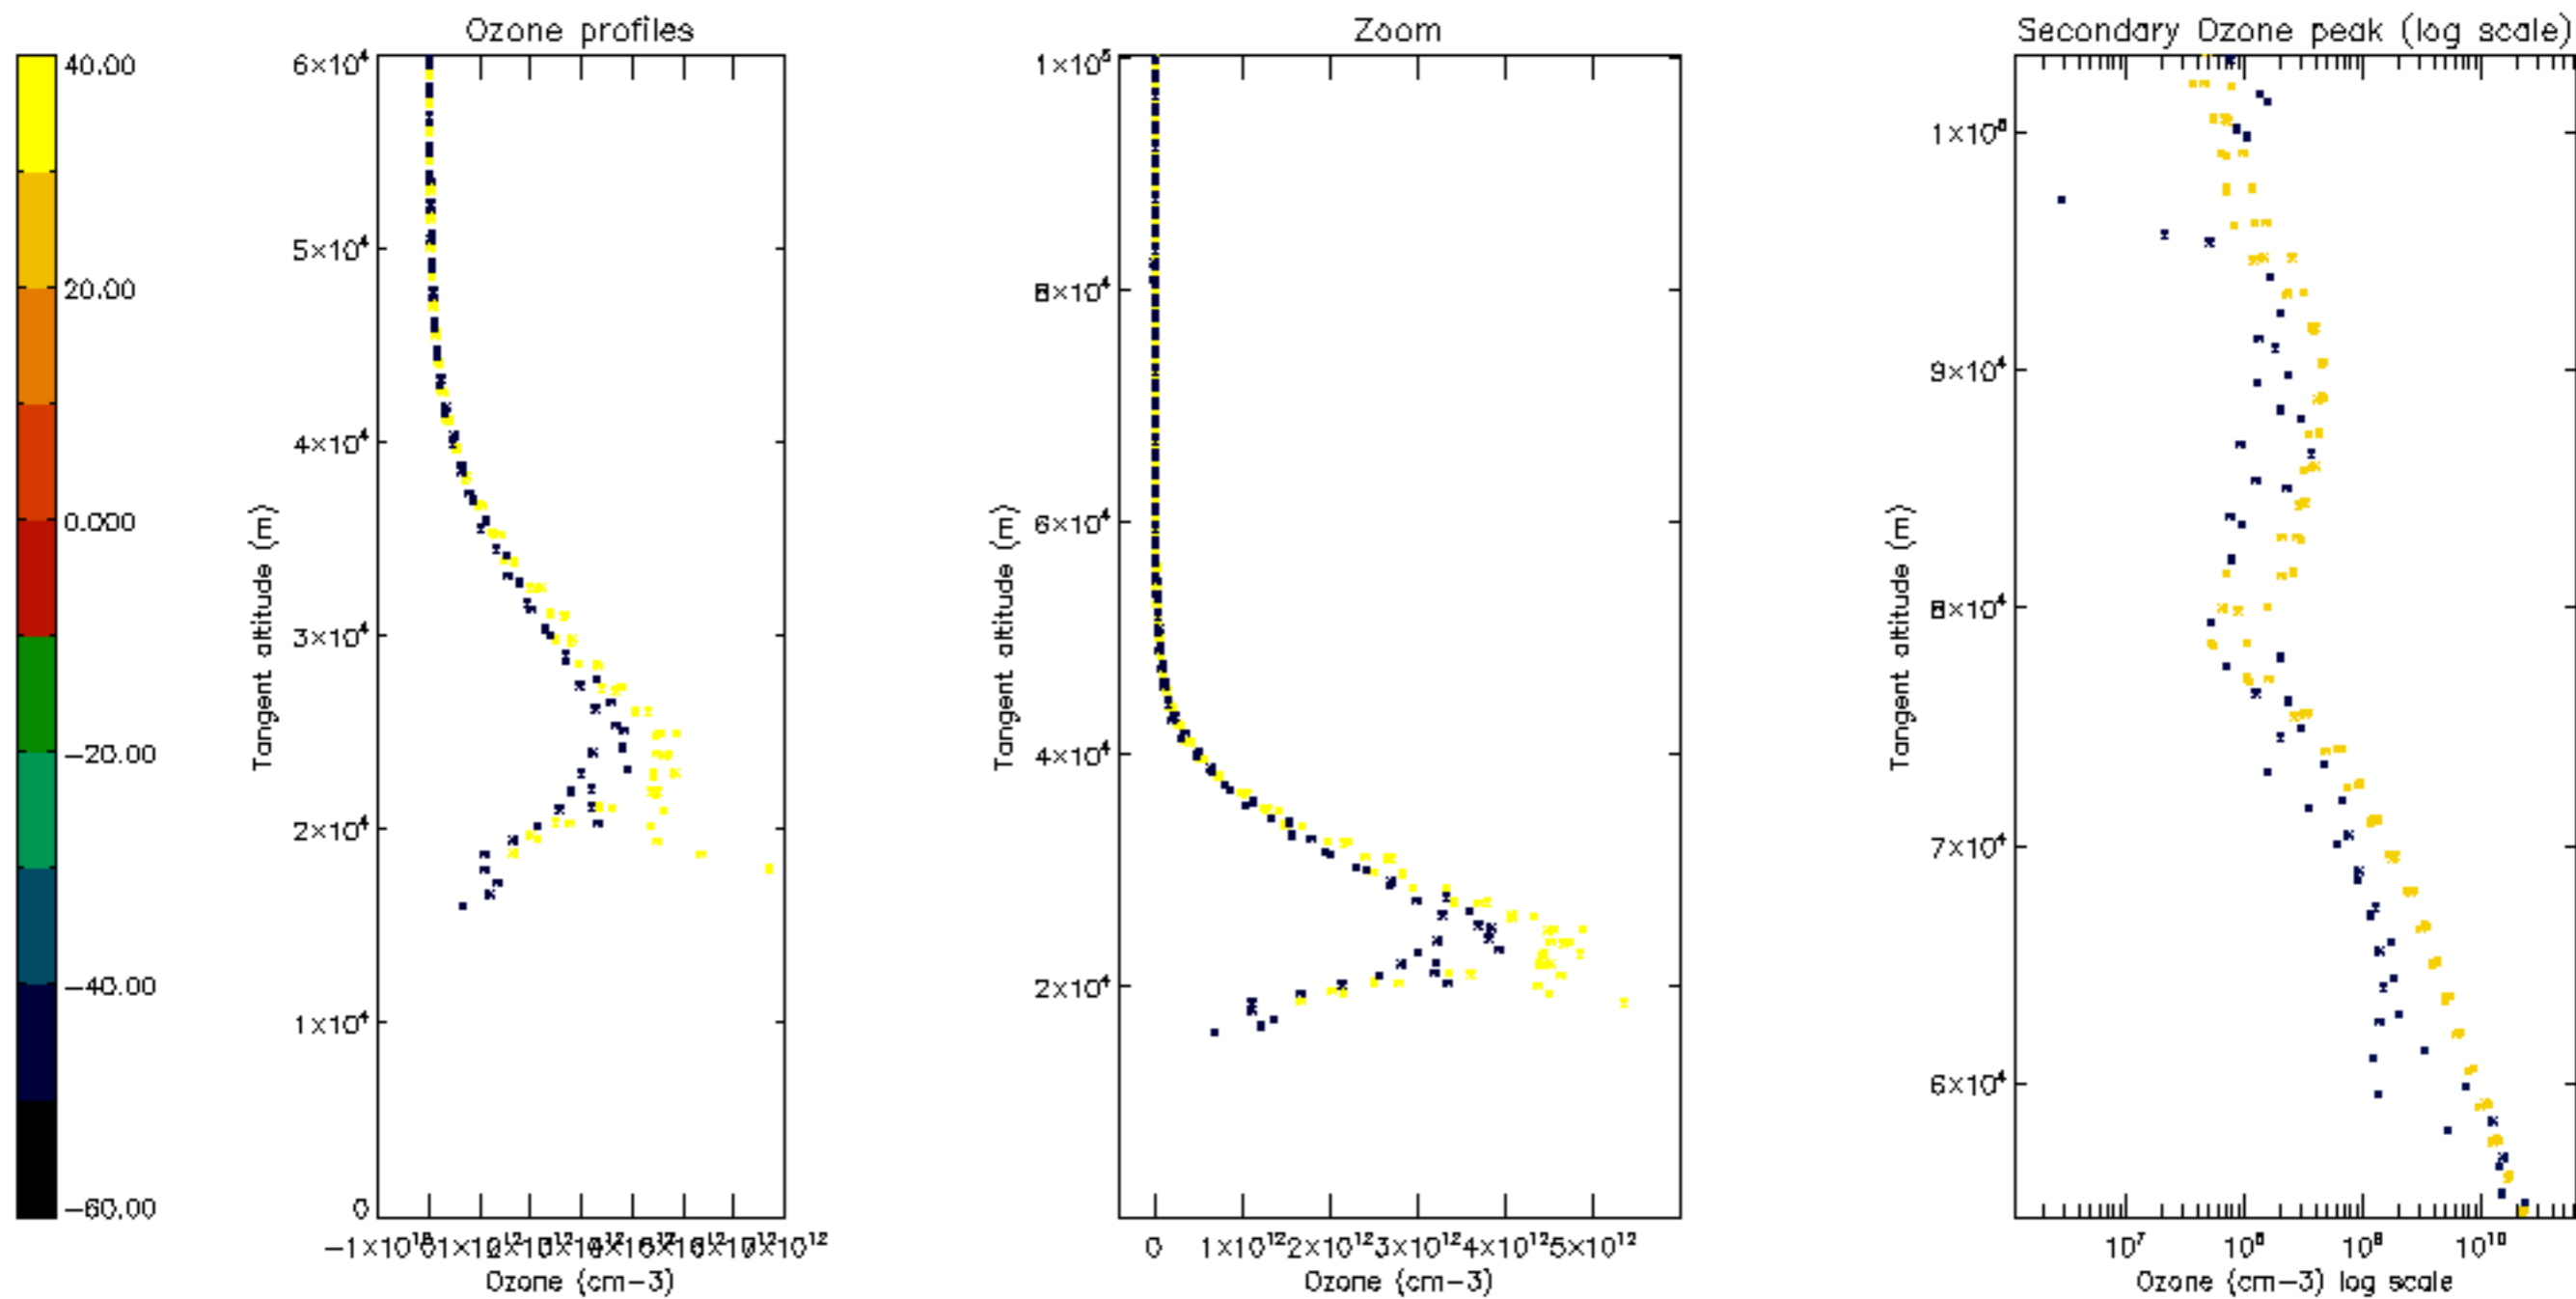 Ozone profiles
Zoom
Secondary Ozone peak (log scale)
40.00
20.00
0.000
−20.00
−40.00
−60.00
6×10⁴
5×10⁴
4×10⁴
3×10⁴
2×10⁴
1×10⁴
0
Tangent altitude (m)
Ozone (cm−3)
1×10⁵
8×10⁴
6×10⁴
4×10⁴
2×10⁴
Tangent altitude (m)
0 1×10¹² 2×10¹² 3×10¹² 4×10¹² 5×10¹²
Ozone (cm−3)
9×10⁴
8×10⁴
7×10⁴
6×10⁴
Tangent altitude (m)
10⁷ 10⁸ 10⁹ 10¹⁰
Ozone (cm−3) log scale